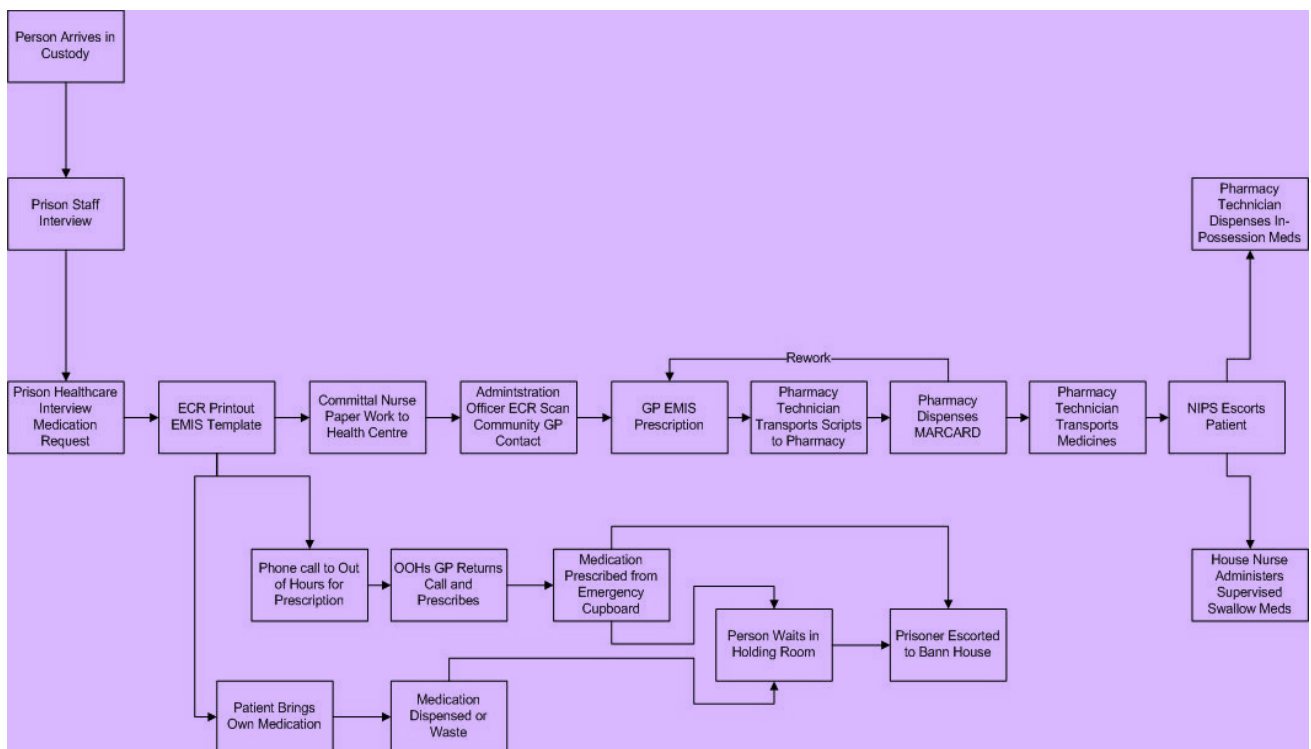 Person Arrives in
Custody
Prison Staff
Interview
Pharmacy
Technician
Dispenses In-
Possession Meds
Rework
Prison Healthcare
Interview
Medication
Request
ECR Printout
EMIS Template
Committal Nurse
Paper Work to
Health Centre
Adminstration
Officer ECR Scan
Community GP
Contact
GP EMIS
Prescription
Pharmacy
Technician
Transports Scripts
to Pharmacy
Pharmacy
Dispenses
MARCARD
Pharmacy
Technician
Transports
Medicines
NIPS Escorts
Patient
Phone call to Out
of Hours for
Prescription
OOHs GP Returns
Call and
Prescribes
Medication
Prescribed from
Emergency
Cupboard
House Nurse
Administers
Supervised
Swallow Meds
Person Waits in
Holding Room
Prisoner Escorted
to Bann House
Patient Brings
Own Medication
Medication
Dispensed or
Waste